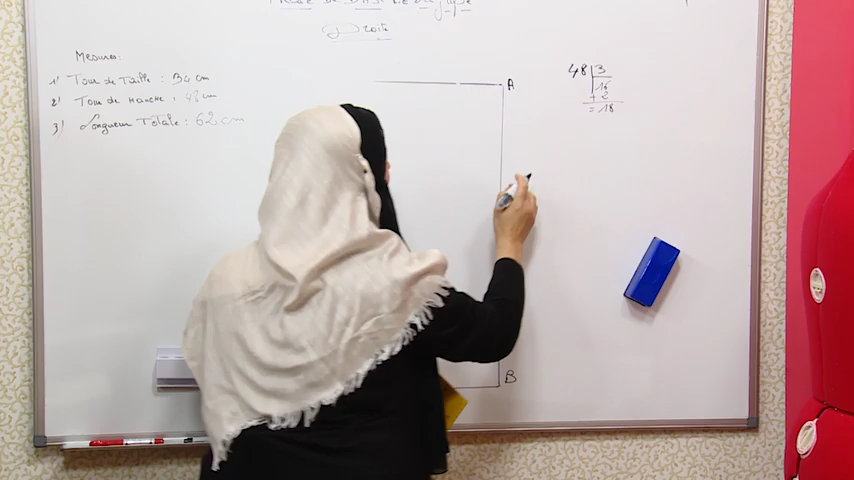 Droite
Mesures:
1) Tour de Taille : 34 cm
2) Tour de Hanche : 48 cm
3) Longueur Totale : 62 cm
A
B
48 3
16
+ 2
= 18